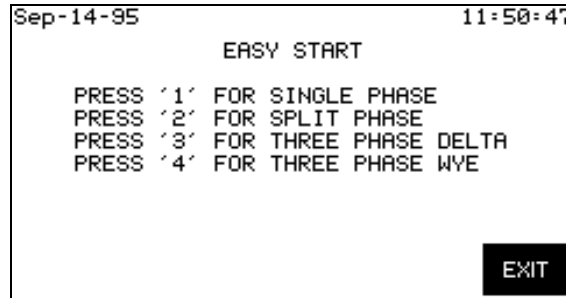 Sep-14-95 11:50:47
EASY START
PRESS ´1´ FOR SINGLE PHASE
PRESS ´2´ FOR SPLIT PHASE
PRESS ´3´ FOR THREE PHASE DELTA
PRESS ´4´ FOR THREE PHASE WYE
EXIT